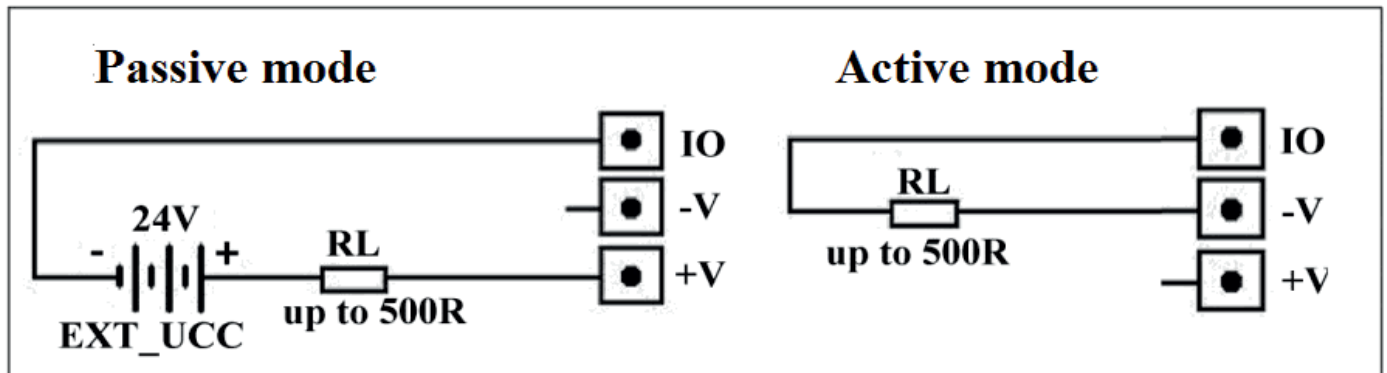 Passive mode
IO
-V
+V
24V
- +
RL
up to 500R
EXT_UCC
Active mode
IO
-V
+V
RL
up to 500R